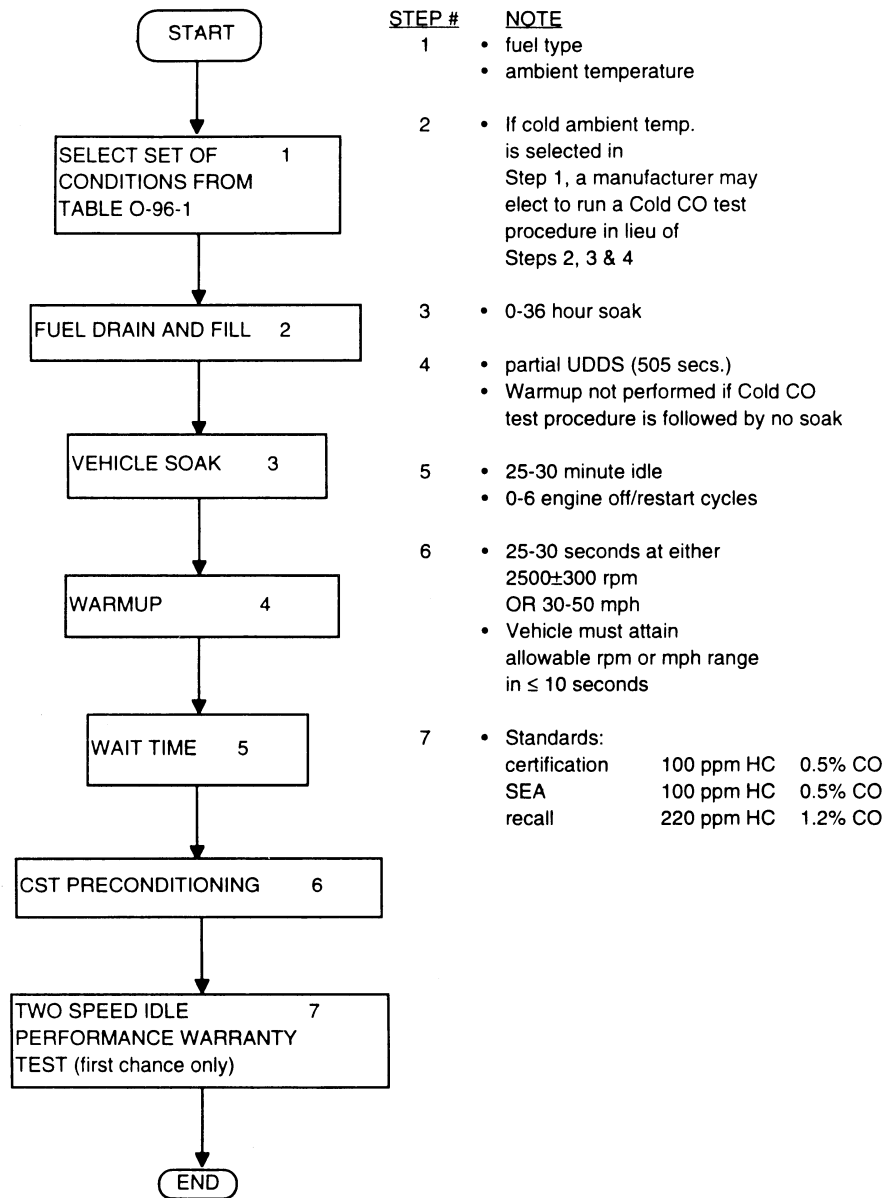 START
SELECT SET OF 1
CONDITIONS FROM
TABLE O-96-1
FUEL DRAIN AND FILL 2
VEHICLE SOAK 3
WARMUP 4
WAIT TIME 5
CST PRECONDITIONING 6
TWO SPEED IDLE 7
PERFORMANCE WARRANTY
TEST (first chance only)
END
STEP # NOTE
1 • fuel type
• ambient temperature
2 • If cold ambient temp.
is selected in
Step 1, a manufacturer may
elect to run a Cold CO test
procedure in lieu of
Steps 2, 3 & 4
3 • 0-36 hour soak
4 • partial UDDS (505 secs.)
• Warmup not performed if Cold CO
test procedure is followed by no soak
5 • 25-30 minute idle
• 0-6 engine off/restart cycles
6 • 25-30 seconds at either
2500±300 rpm
OR 30-50 mph
• Vehicle must attain
allowable rpm or mph range
in ≤ 10 seconds
7 • Standards:
certification 100 ppm HC 0.5% CO
SEA 100 ppm HC 0.5% CO
recall 220 ppm HC 1.2% CO